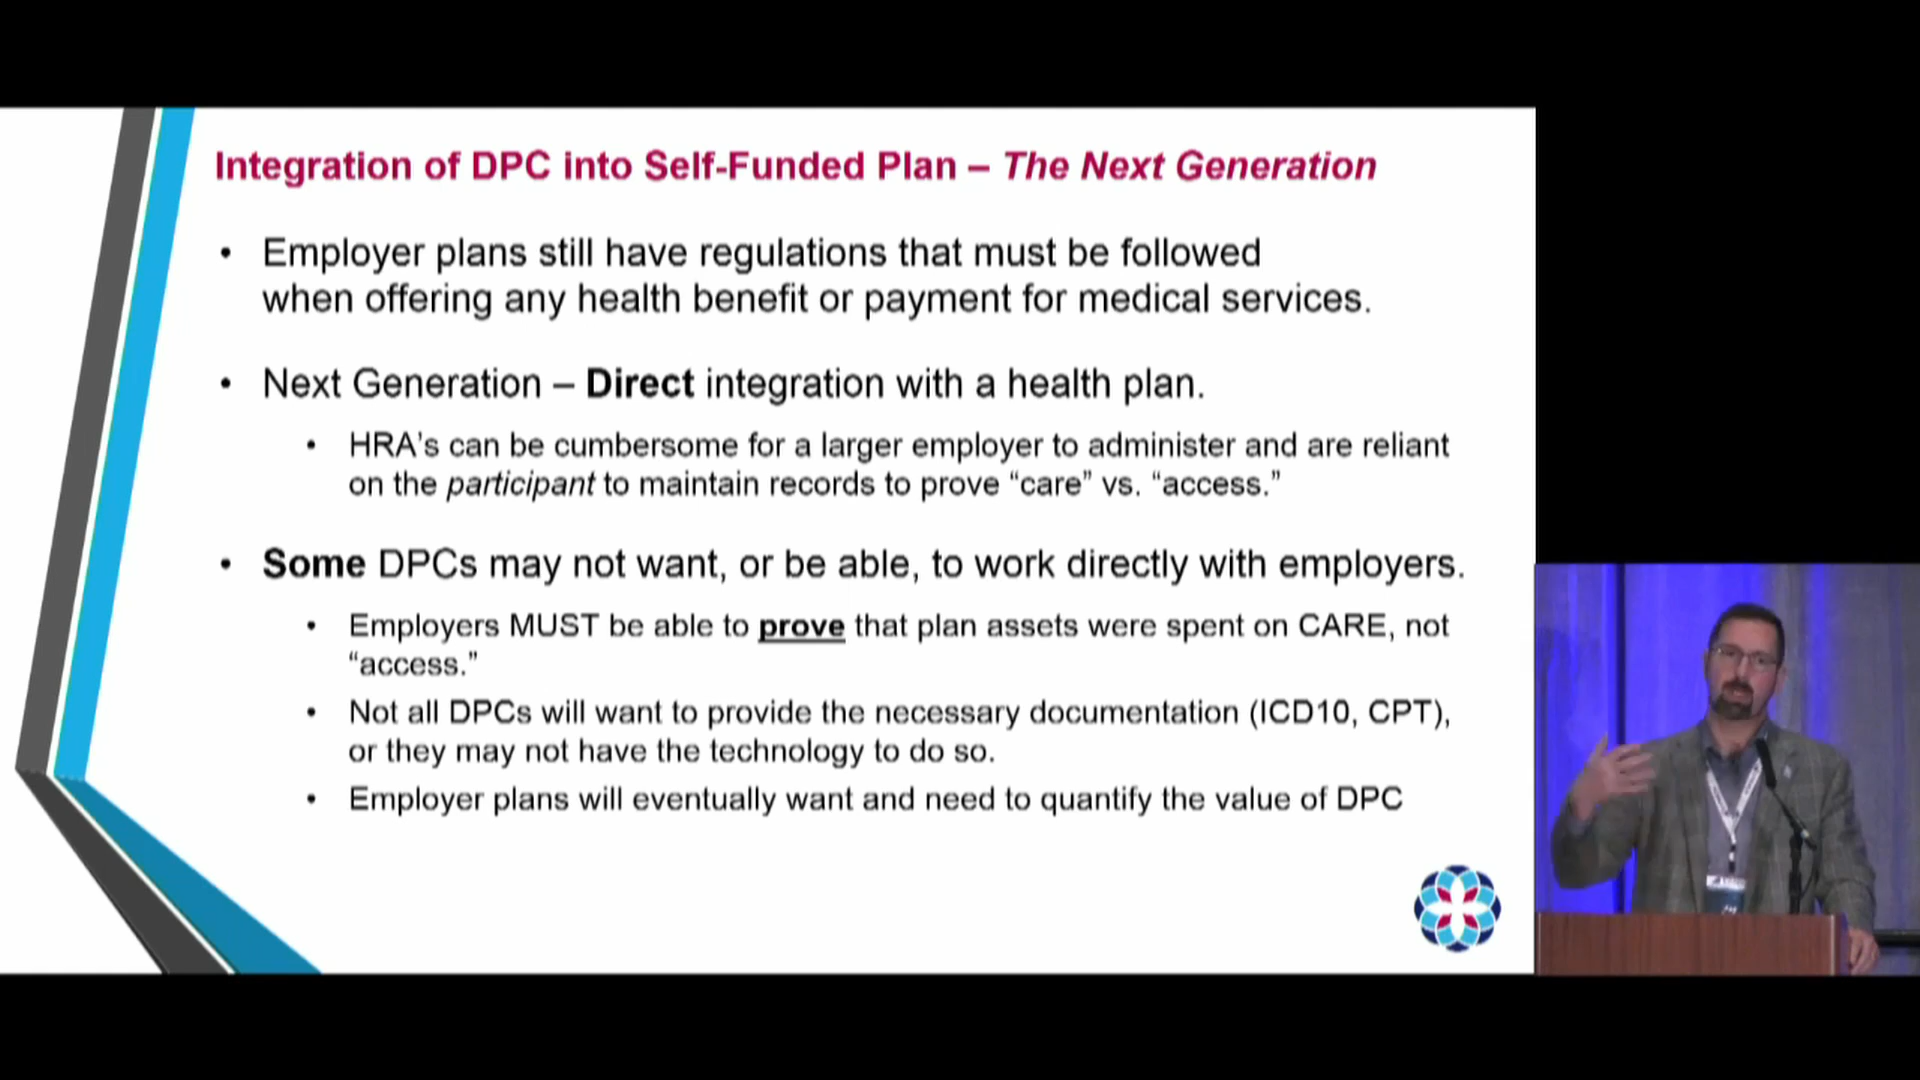 Integration of DPC into Self-Funded Plan – The Next Generation
• Employer plans still have regulations that must be followed
when offering any health benefit or payment for medical services.
• Next Generation – Direct integration with a health plan.
• HRA's can be cumbersome for a larger employer to administer and are reliant
on the participant to maintain records to prove “care” vs. “access.”
• Some DPCs may not want, or be able, to work directly with employers.
• Employers MUST be able to prove that plan assets were spent on CARE, not
“access.”
• Not all DPCs will want to provide the necessary documentation (ICD10, CPT),
or they may not have the technology to do so.
• Employer plans will eventually want and need to quantify the value of DPC